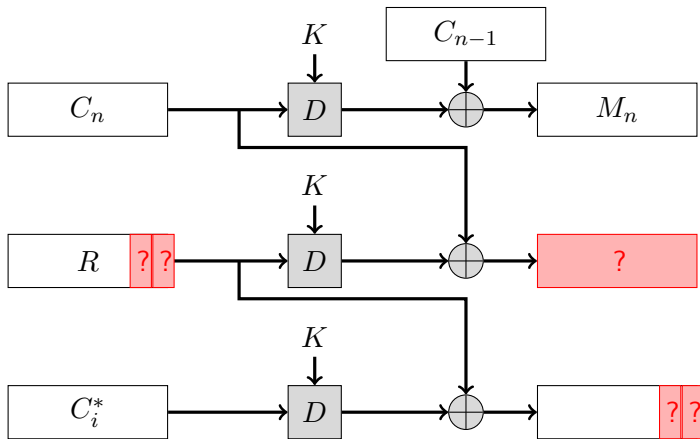 K
C_{n-1}
C_n D M_n
K
R ? ? D ?
K
C_i^* D ? ?